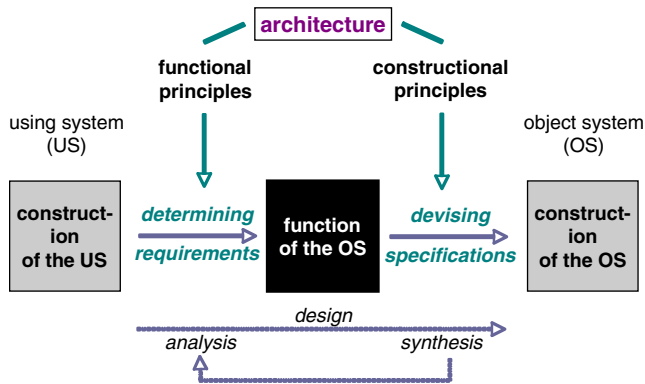 architecture
functional
principles
constructional
principles
using system
(US)
object system
(OS)
construct-
ion
of the US
determining
requirements
function
of the OS
devising
specifications
construct-
ion
of the OS
design
analysis
synthesis